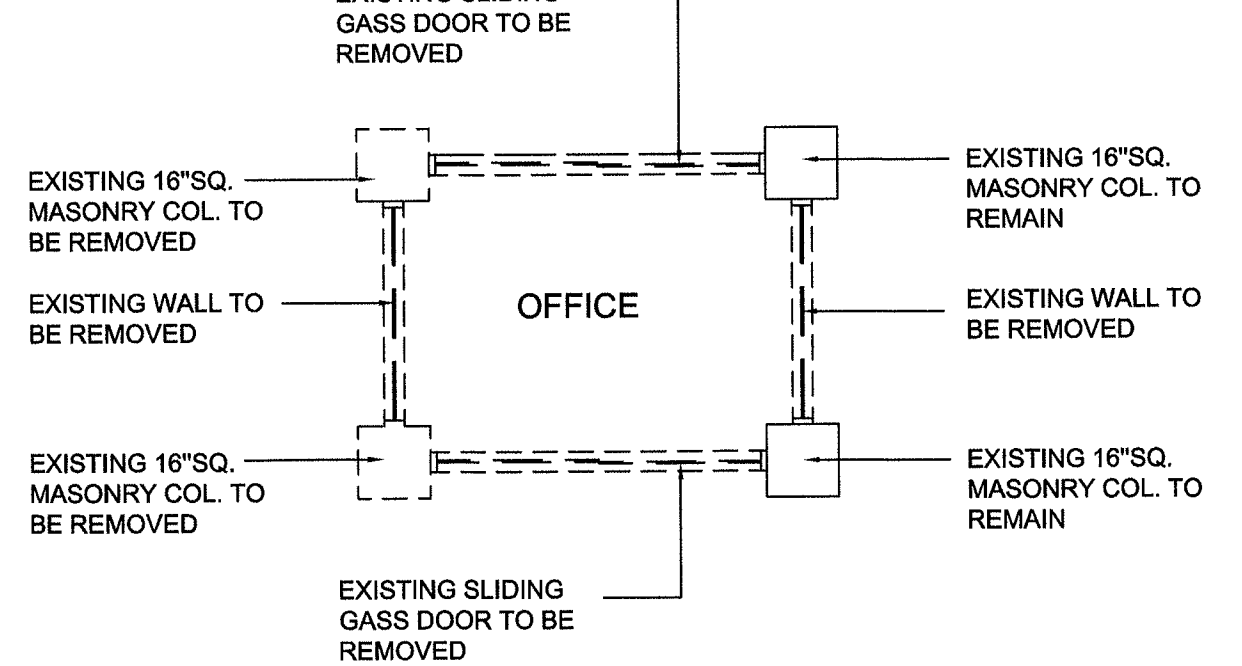 EXISTING SLIDING
GASS DOOR TO BE
REMOVED
EXISTING 16"SQ.
MASONRY COL. TO
BE REMOVED
EXISTING 16"SQ.
MASONRY COL. TO
REMAIN
EXISTING WALL TO
BE REMOVED
OFFICE
EXISTING WALL TO
BE REMOVED
EXISTING 16"SQ.
MASONRY COL. TO
BE REMOVED
EXISTING 16"SQ.
MASONRY COL. TO
REMAIN
EXISTING SLIDING
GASS DOOR TO BE
REMOVED